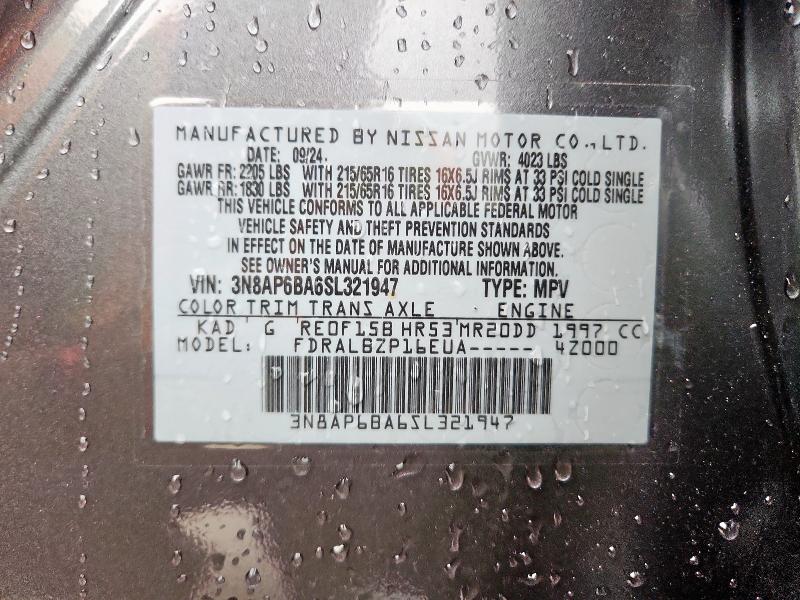 MANUFACTURED BY NISSAN MOTOR CO.,LTD.
DATE: 09/24. GVWR: 4023 LBS
GAWR FR: 2205 LBS WITH 215/65R16 TIRES 16X6.5J RIMS AT 33 PSI COLD SINGLE
GAWR RR: 1830 LBS WITH 215/65R16 TIRES 16X6.5J RIMS AT 33 PSI COLD SINGLE
THIS VEHICLE CONFORMS TO ALL APPLICABLE FEDERAL MOTOR
VEHICLE SAFETY AND THEFT PREVENTION STANDARDS
IN EFFECT ON THE DATE OF MANUFACTURE SHOWN ABOVE.
SEE OWNER'S MANUAL FOR ADDITIONAL INFORMATION.
VIN: 3N8AP6BA6SL321947 TYPE: MPV
COLOR TRIM TRANS AXLE ENGINE
KAD G RE0F15B HR53 MR20DD 1997 CC
MODEL: FDRALBZP16EUA----- 4Z000
3N8AP6BA6SL321947